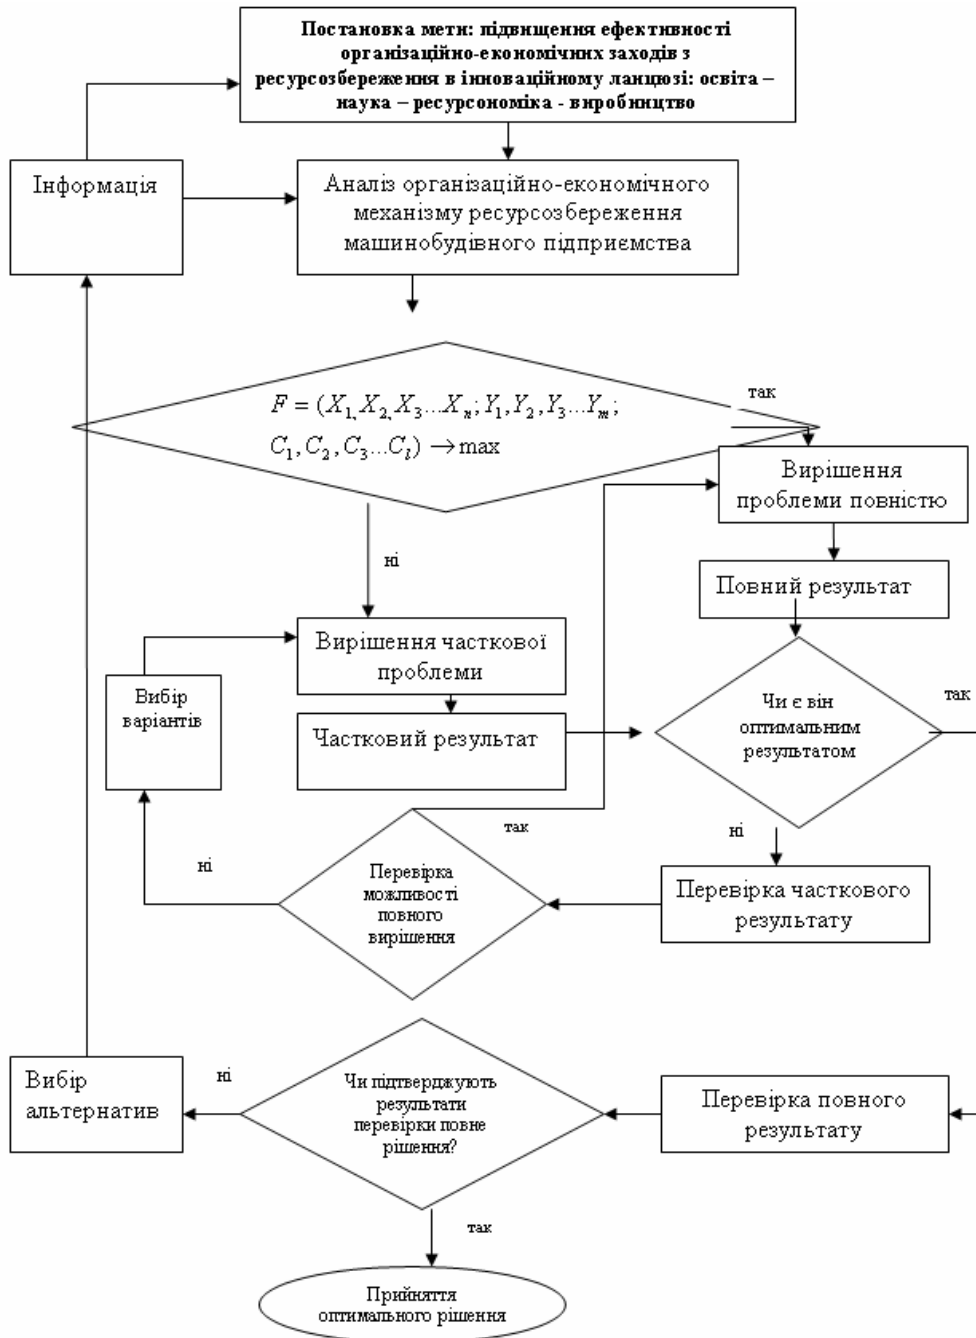 Постановка мети: підвищення ефективності
організаційно-економічних заходів з
ресурсозбереження в інноваційному ланцюзі: освіта –
наука – ресурсономіка - виробництво
Інформація
Аналіз організаційно-економічного
механізму ресурсозбереження
машинобудівного підприємства
F = (X₁, X₂, X₃...Xₙ; Y₁, Y₂, Y₃...Yₘ;
C₁, C₂, C₃...Cₗ) → max
так
Вирішення
проблеми повністю
ні
Повний результат
Вирішення часткової
проблеми
Вибір
варіантів
Частковий результат
Чи є він
оптимальним
результатом
так
так
ні
ні
Перевірка
можливості
повного
вирішення
Перевірка часткового
результату
Вибір
альтернатив
ні
Чи підтверджують
результати
перевірки повне
рішення?
Перевірка повного
результату
так
Прийняття
оптимального рішення